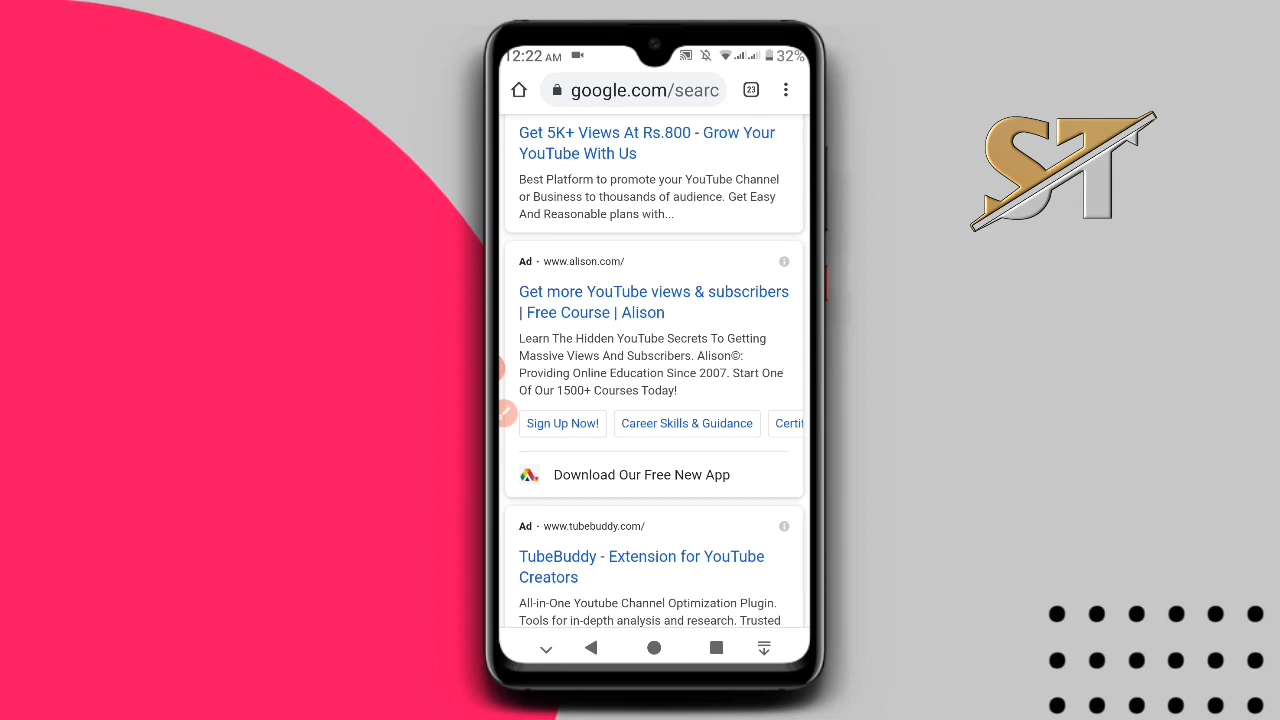 12:22 AM
32%
google.com/searc
23
Get 5K+ Views At Rs.800 - Grow Your
YouTube With Us
Best Platform to promote your YouTube Channel
or Business to thousands of audience. Get Easy
And Reasonable plans with...
Ad · www.alison.com/
Get more YouTube views & subscribers
| Free Course | Alison
Learn The Hidden YouTube Secrets To Getting
Massive Views And Subscribers. Alison©:
Providing Online Education Since 2007. Start One
Of Our 1500+ Courses Today!
Sign Up Now!
Career Skills & Guidance
Certif
Download Our Free New App
Ad · www.tubebuddy.com/
TubeBuddy - Extension for YouTube
Creators
All-in-One Youtube Channel Optimization Plugin.
Tools for in-depth analysis and research. Trusted
ST